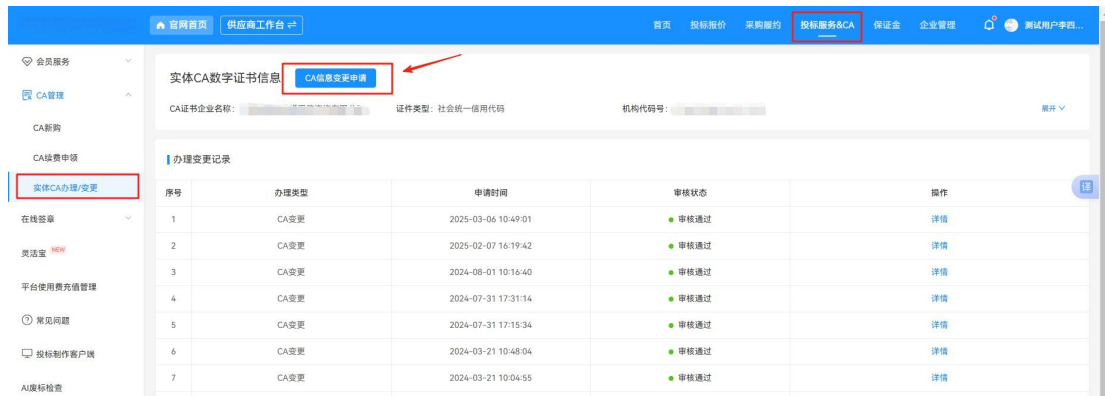 官网首页 供应商工作台 首页 投标报价 采购履约 投标服务&CA 保证金 企业管理 测试用户李四...
会员服务
CA管理
CA新购
CA续费申领
实体CA办理/变更
在线签章
灵活宝 NEW
平台使用费充值管理
常见问题
投标制作客户端
AI废标检查
实体CA数字证书信息 CA信息变更申请
CA证书企业名称: 证件类型: 社会统一信用代码 机构代码号: 展开
办理变更记录
序号 办理类型 申请时间 审核状态 操作
1 CA变更 2025-03-06 10:49:01 审核通过 详情
2 CA变更 2025-02-07 16:19:42 审核通过 详情
3 CA变更 2024-08-01 10:16:40 审核通过 详情
4 CA变更 2024-07-31 17:31:14 审核通过 详情
5 CA变更 2024-07-31 17:15:34 审核通过 详情
6 CA变更 2024-03-21 10:48:04 审核通过 详情
7 CA变更 2024-03-21 10:04:55 审核通过 详情
译